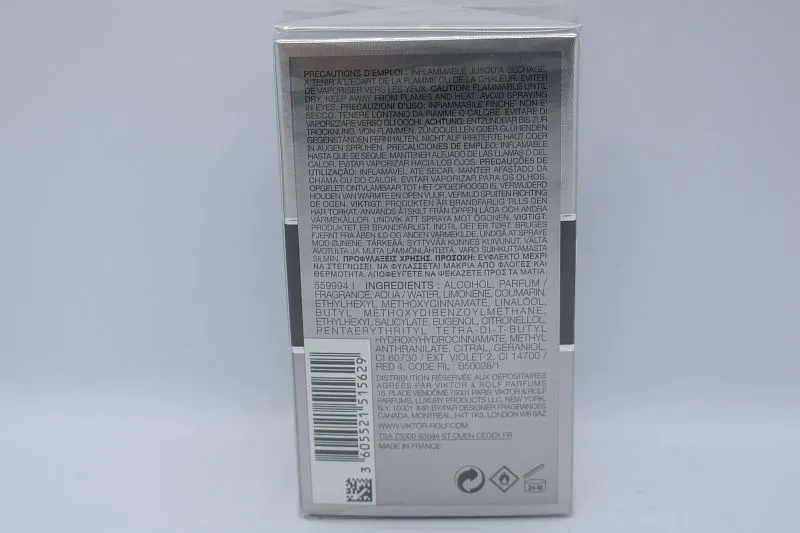 PRÉCAUTIONS D'EMPLOI : INFLAMMABLE JUSQU'À SÉCHAGE,
À TENIR À L'ÉCART DE LA FLAMME OU DE LA CHALEUR. ÉVITER
DE VAPORISER VERS LES YEUX. CAUTION: FLAMMABLE UNTIL
DRY, KEEP AWAY FROM FLAMES AND HEAT. AVOID SPRAYING
IN EYES. PRECAUZIONI D'USO: INFIAMMABILE FINCHE' NON E'
SECCO. TENERE LONTANO DA FIAMME O CALORE. EVITARE DI
VAPORIZZARE VERSO GLI OCCHI. ACHTUNG: ENTZÜNDBAR BIS ZUR
TROCKNUNG. VON FLAMMEN, ZÜNDQUELLEN ODER GLÜHENDEN
GEGENSTÄNDEN FERNHALTEN. NICHT AUF IRRITIERTE HAUT ODER
IN AUGEN SPRÜHEN. PRECAUCIONES DE EMPLEO: INFLAMABLE
HASTA QUE SE SEQUE. MANTENER ALEJADO DE LAS LLAMAS O DEL
CALOR. EVITAR VAPORIZAR HACIA LOS OJOS. PRECAUÇÕES DE
UTILIZAÇÃO: INFLAMÁVEL ATÉ SECAR. MANTER AFASTADO DA
CHAMA OU DO CALOR. EVITAR VAPORIZAR PARA OS OLHOS.
OPGELET: ONTVLAMBAAR TOT HET OPGEDROOGD IS. VERWIJDERD
HOUDEN VAN WARMTE EN OPEN VUUR. VERMIJD SPUITEN RICHTING
DE OGEN. VIKTIGT: PRODUKTEN ÄR BRANDFARLIG TILLS DEN
HAR TORKAT. ANVÄNDS ÅTSKILT FRÅN ÖPPEN LÅGA OCH ANDRA
VÄRMEKÄLLOR. UNDVIK ATT SPRAYA MOT ÖGONEN. VIGTIGT:
PRODUKTET ER BRANDFARLIGT, INDTIL DET ER TØRT. BRUGES
FJERNT FRA ÅBEN ILD OG ANDEN VARMEKILDE. UNDGÅ AT SPRAYE
MOD ØJNENE. TÄRKEÄÄ: SYTTYVÄÄ KUNNES KUIVUNUT. VÄLTÄ
AVOTULTA JA MUITA LÄMMÖNLÄHTEITÄ. VARO SUIHKUTTAMASTA
SILMIIN. ΠΡΟΦΥΛΑΞΕΙΣ ΧΡΗΣΗΣ. ΠΡΟΣΟΧΗ: ΕΥΦΛΕΚΤΟ ΜΕΧΡΙ
ΝΑ ΣΤΕΓΝΩΣΕΙ. ΝΑ ΦΥΛΑΣΣΕΤΑΙ ΜΑΚΡΙΑ ΑΠΟ ΦΛΟΓΕΣ ΚΑΙ
ΘΕΡΜΟΤΗΤΑ. ΑΠΟΦΕΥΓΕΤΕ ΝΑ ΨΕΚΑΖΕΤΕ ΠΡΟΣ ΤΑ ΜΑΤΙΑ.
559994 I INGREDIENTS : ALCOHOL, PARFUM /
FRAGRANCE, AQUA / WATER, LIMONENE, COUMARIN,
ETHYLHEXYL METHOXYCINNAMATE, LINALOOL,
BUTYL METHOXYDIBENZOYLMETHANE,
ETHYLHEXYL SALICYLATE, EUGENOL, CITRONELLOL,
PENTAERYTHRITYL TETRA-DI-T-BUTYL
HYDROXYHYDROCINNAMATE, METHYL
ANTHRANILATE, CITRAL, GERANIOL,
CI 60730 / EXT. VIOLET 2, CI 14700 /
RED 4. CODE FIL : B50028/1
DISTRIBUTION RÉSERVÉE AUX DÉPOSITAIRES
AGRÉÉS PAR VIKTOR & ROLF PARFUMS
16, PLACE VENDÔME 75001 PARIS. VIKTOR & ROLF
PARFUMS, LUXURY PRODUCTS LLC, NEW YORK,
N.Y. 10001 IMP. BY/PAR DESIGNER FRAGRANCES
CANADA, MONTRÉAL, H4T 1K5, LONDON W6 8AZ
WWW.VIKTOR-ROLF.COM
TSA 75000 93584 ST OUEN CEDEX FR
MADE IN FRANCE
3 605521 515629
24 M